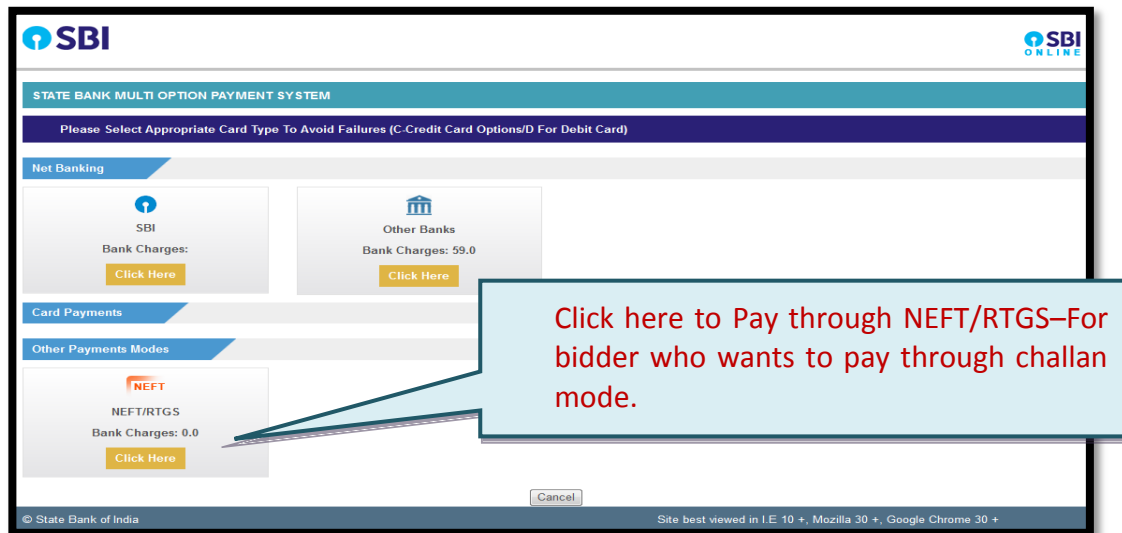 SBI
SBI
ONLINE
STATE BANK MULTI OPTION PAYMENT SYSTEM
Please Select Appropriate Card Type To Avoid Failures (C-Credit Card Options/D For Debit Card)
Net Banking
SBI
Bank Charges:
Click Here
Other Banks
Bank Charges: 59.0
Click Here
Card Payments
Other Payments Modes
NEFT
NEFT/RTGS
Bank Charges: 0.0
Click Here
Click here to Pay through NEFT/RTGS–For
bidder who wants to pay through challan
mode.
Cancel
© State Bank of India
Site best viewed in I.E 10 +, Mozilla 30 +, Google Chrome 30 +